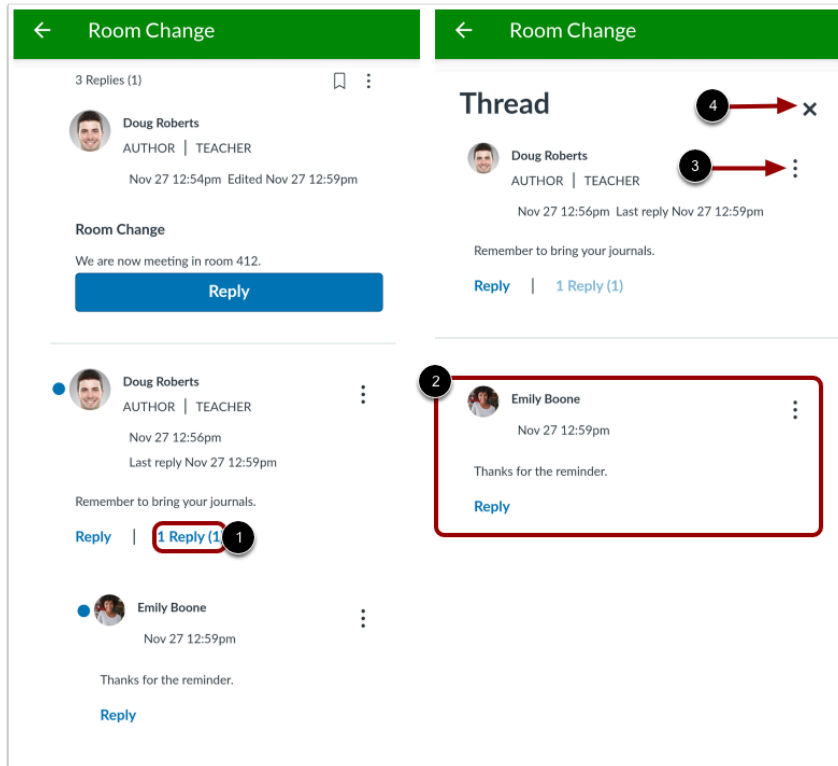 Room Change
3 Replies (1)
Doug Roberts
AUTHOR | TEACHER
Nov 27 12:54pm Edited Nov 27 12:59pm
Room Change
We are now meeting in room 412.
Reply
Doug Roberts
AUTHOR | TEACHER
Nov 27 12:56pm
Last reply Nov 27 12:59pm
Remember to bring your journals.
Reply | 1 Reply (1
1
Emily Boone
Nov 27 12:59pm
Thanks for the reminder.
Reply
Room Change
Thread
4
Doug Roberts
3
AUTHOR | TEACHER
Nov 27 12:56pm Last reply Nov 27 12:59pm
Remember to bring your journals.
Reply | 1 Reply (1)
2
Emily Boone
Nov 27 12:59pm
Thanks for the reminder.
Reply